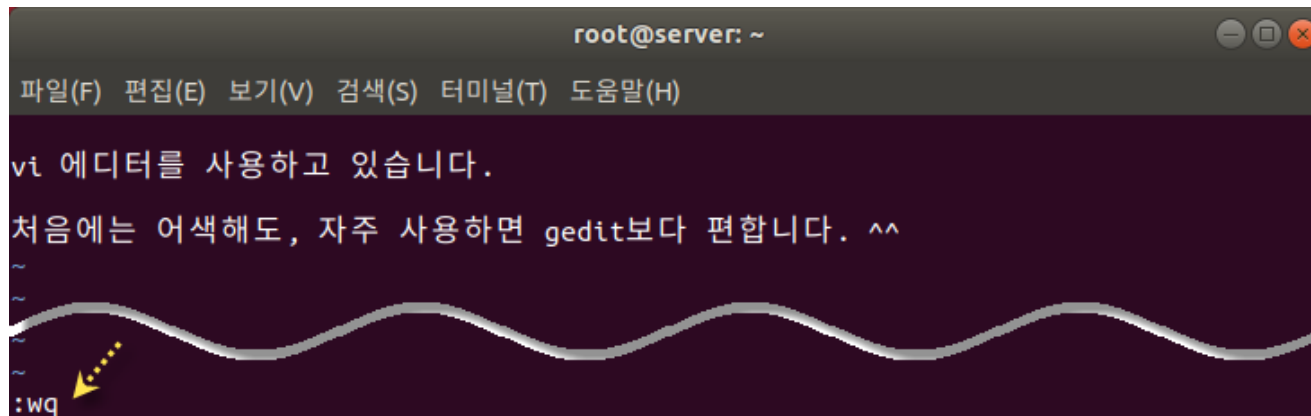 root@server: ~
파일(F) 편집(E) 보기(V) 검색(S) 터미널(T) 도움말(H)
vi 에디터를 사용하고 있습니다.
처음에는 어색해도, 자주 사용하면 gedit보다 편합니다. ^^
~
~
~
~
:wq